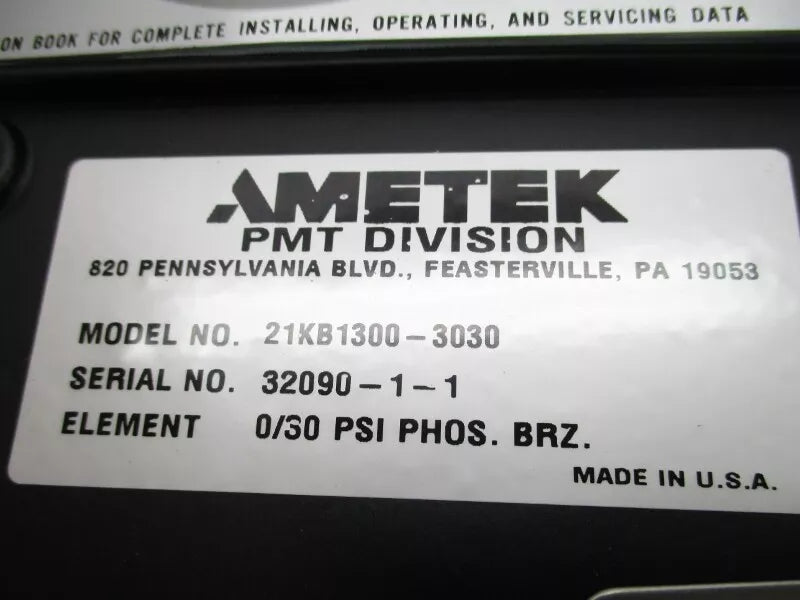 ON BOOK FOR COMPLETE INSTALLING, OPERATING, AND SERVICING DATA
AMETEK
PMT DIVISION
820 PENNSYLVANIA BLVD., FEASTERVILLE, PA 19053
MODEL NO. 21KB1300-3030
SERIAL NO. 32090-1-1
ELEMENT 0/30 PSI PHOS. BRZ.
MADE IN U.S.A.